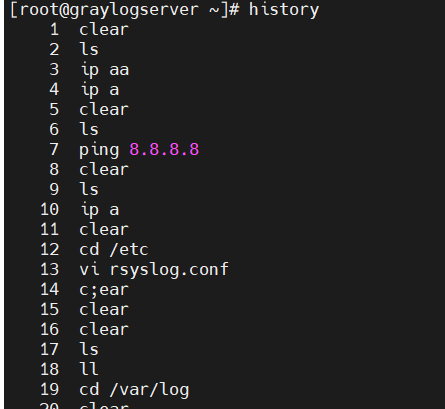 [root@graylogserver ~]# history
1 clear
2 ls
3 ip aa
4 ip a
5 clear
6 ls
7 ping 8.8.8.8
8 clear
9 ls
10 ip a
11 clear
12 cd /etc
13 vi rsyslog.conf
14 c;ear
15 clear
16 clear
17 ls
18 ll
19 cd /var/log
20 clear